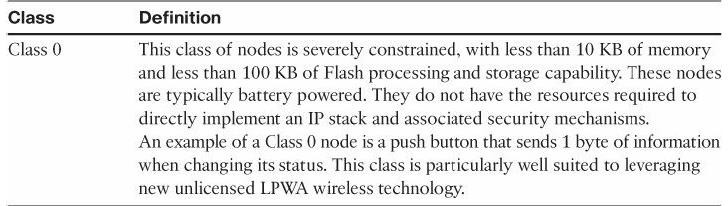 Class Definition
Class 0 This class of nodes is severely constrained, with less than 10 KB of memory
and less than 100 KB of Flash processing and storage capability. These nodes
are typically battery powered. They do not have the resources required to
directly implement an IP stack and associated security mechanisms.
An example of a Class 0 node is a push button that sends 1 byte of information
when changing its status. This class is particularly well suited to leveraging
new unlicensed LPWA wireless technology.